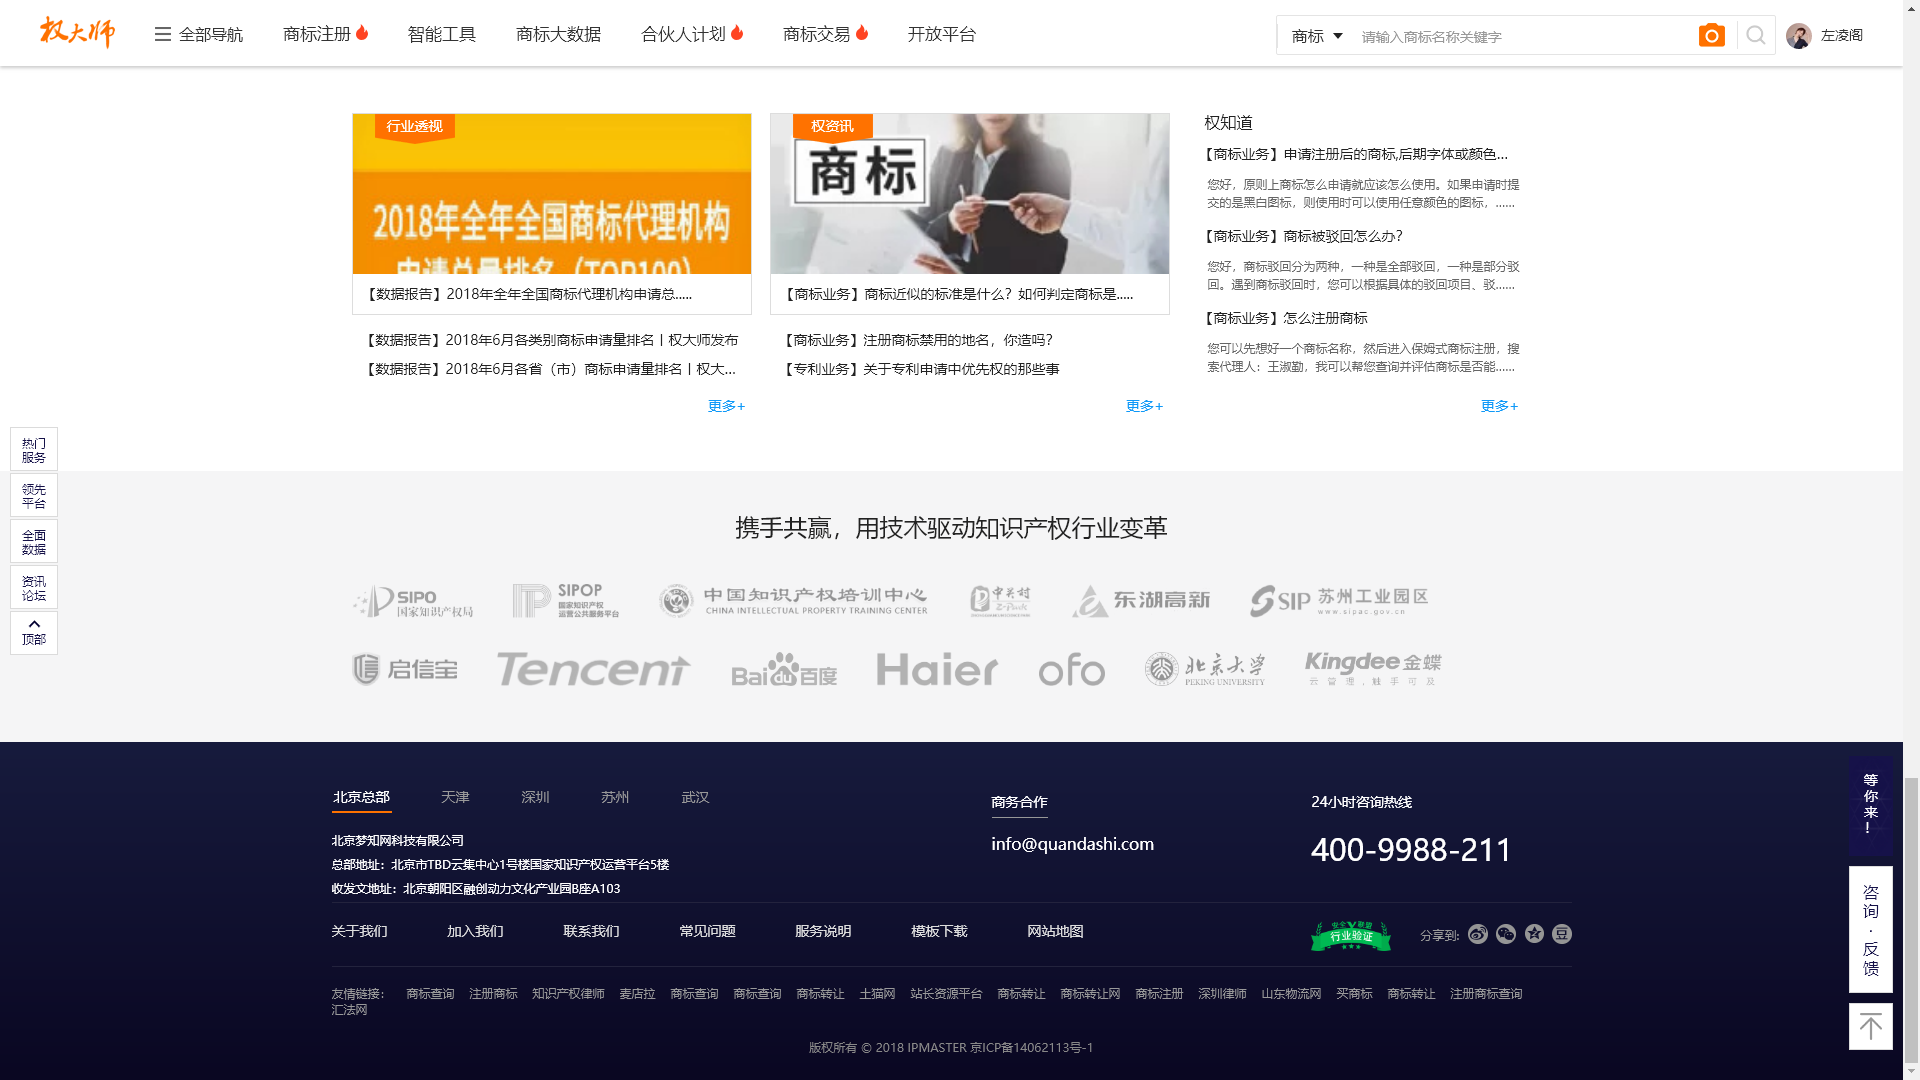 权大师
全部导航
商标注册
智能工具
商标大数据
合伙人计划
商标交易
开放平台
商标
请输入商标名称关键字
左凌阁
行业透视
2018年全年全国商标代理机构
申请总量排名（TOP100）
【数据报告】2018年全年全国商标代理机构申请总.....
【数据报告】2018年6月各类别商标申请量排名丨权大师发布
【数据报告】2018年6月各省（市）商标申请量排名丨权大...
更多+
权资讯
商标
【商标业务】商标近似的标准是什么？如何判定商标是.....
【商标业务】注册商标禁用的地名，你造吗？
【专利业务】关于专利申请中优先权的那些事
更多+
权知道
【商标业务】申请注册后的商标,后期字体或颜色...
您好，原则上商标怎么申请就应该怎么使用。如果申请时提
交的是黑白图标，则使用时可以使用任意颜色的图标，......
【商标业务】商标被驳回怎么办?
您好，商标驳回分为两种，一种是全部驳回，一种是部分驳
回。遇到商标驳回时，您可以根据具体的驳回项目、驳......
【商标业务】怎么注册商标
您可以先想好一个商标名称，然后进入保姆式商标注册，搜
索代理人：王淑勤，我可以帮您查询并评估商标是否能......
更多+
热门
服务
领先
平台
全面
数据
资讯
论坛
顶部
携手共赢，用技术驱动知识产权行业变革
SIPO
国家知识产权局
SIPOP
国家知识产权
运营公共服务平台
中国知识产权培训中心
CHINA INTELLECTUAL PROPERTY TRAINING CENTER
中关村
Z-Park
东湖高新
SIP 苏州工业园区
www.sipac.gov.cn
启信宝
Tencent
Baidu百度
Haier
ofo
北京大学
PEKING UNIVERSITY
Kingdee金蝶
云管理，触手可及
北京总部
天津
深圳
苏州
武汉
北京梦知网科技有限公司
总部地址：北京市TBD云集中心1号楼国家知识产权运营平台5楼
收发文地址：北京朝阳区融创动力文化产业园B座A103
商务合作
info@quandashi.com
24小时咨询热线
400-9988-211
关于我们
加入我们
联系我们
常见问题
服务说明
模板下载
网站地图
安全联盟
行业验证
分享到:
豆
友情链接： 商标查询 注册商标 知识产权律师 麦店拉 商标查询 商标查询 商标转让 土猫网 站长资源平台 商标转让 商标转让网 商标注册 深圳律师 山东物流网 买商标 商标转让 注册商标查询
汇法网
版权所有 © 2018 IPMASTER 京ICP备14062113号-1
等你来！
咨询·反馈